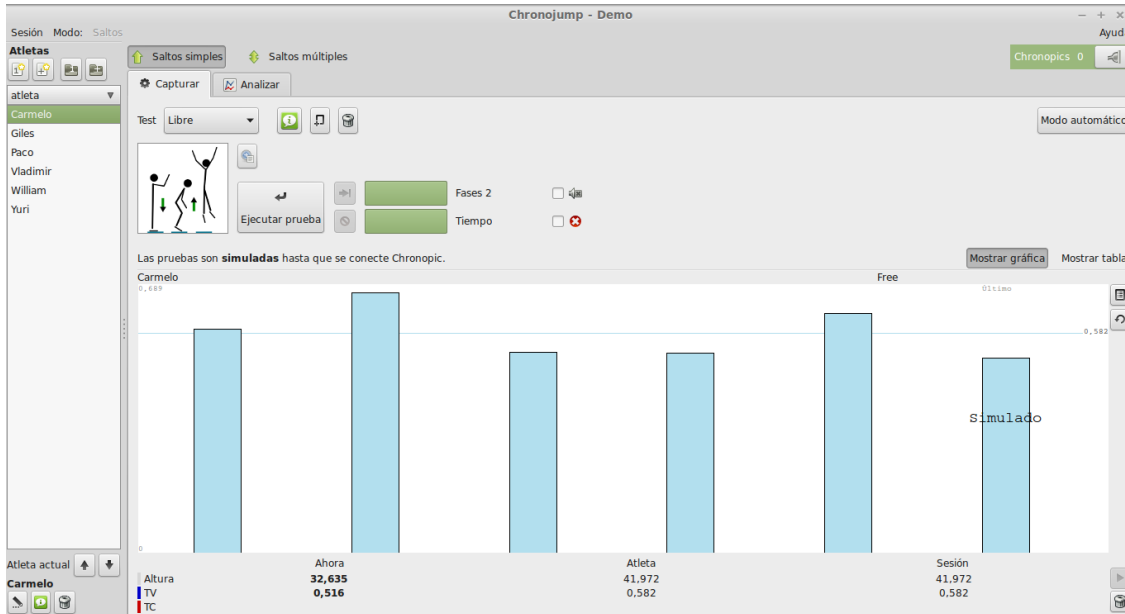 Chronojump - Demo
Sesión Modo: Saltos Ayud
Atletas
Saltos simples Saltos múltiples Chronopics 0
Capturar Analizar
atleta
Carmelo
Giles
Paco
Vladimir
William
Yuri
Test Libre Modo automático
Ejecutar prueba
Fases 2
Tiempo
Las pruebas son simuladas hasta que se conecte Chronopic. Mostrar gráfica Mostrar tabla
Carmelo Free
0,689 Último
0,582
Simulado
0
Ahora Atleta Sesión
Altura 32,635 41,972 41,972
TV 0,516 0,582 0,582
TC
Atleta actual
Carmelo